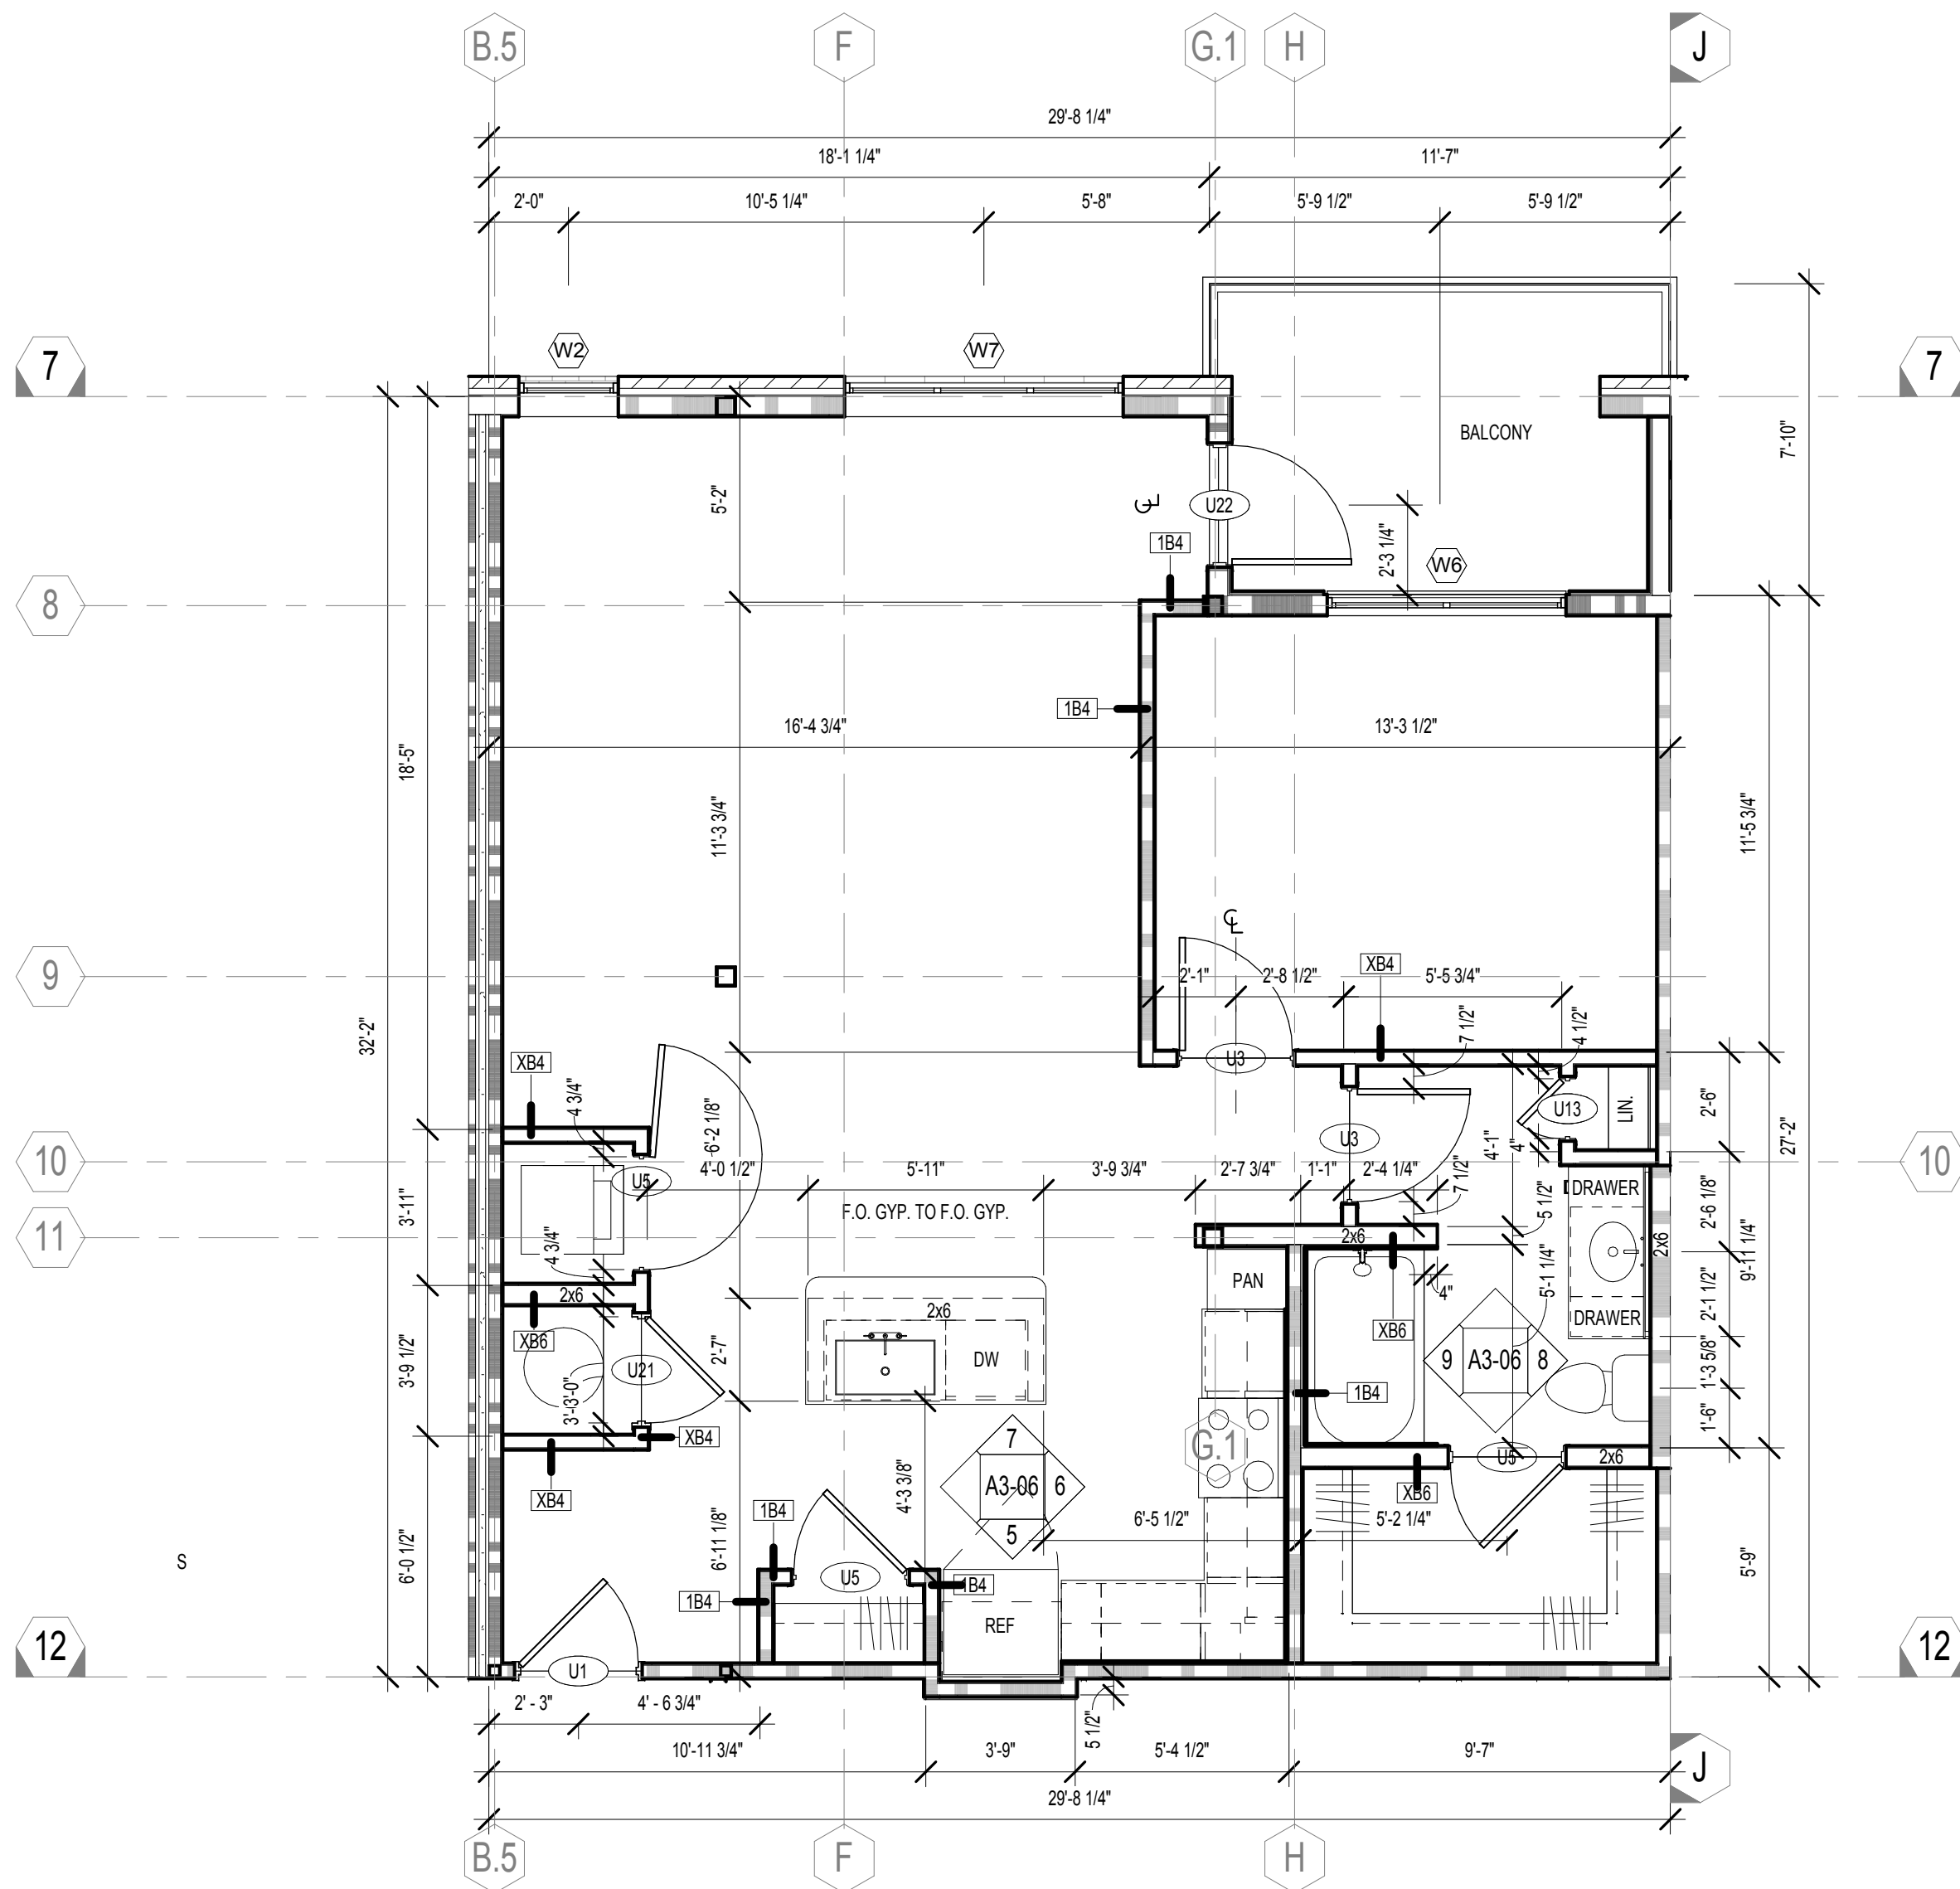 B.5
F
G.1
H
J
29'-8 1/4"
18'-1 1/4"
11'-7"
2'-0"
10'-5 1/4"
5'-8"
5'-9 1/2"
5'-9 1/2"
7
W2
W7
7
BALCONY
7'-10"
5'-2"
℄
U22
2'-3 1/4"
1B4
W6
8
1B4
16'-4 3/4"
13'-3 1/2"
18'-5"
11'-3 3/4"
11'-5 3/4"
℄
9
2'-1"
2'-8 1/2"
XB4
5'-5 3/4"
32'-2"
7 1/2"
4 1/2"
XB4
U3
4 3/4"
6'-2 1/8"
U3
U13
LIN.
2'-6"
27'-2"
4'-1"
4"
10
10
4'-0 1/2"
5'-11"
3'-9 3/4"
2'-7 3/4"
1'-1"
2'-4 1/4"
7 1/2"
U5
DRAWER
3'-11"
F.O. GYP. TO F.O. GYP.
5 1/2"
2'-6 1/8"
11
4 3/4"
2x6
2x6
9'-11 1/4"
PAN
5'-1 1/4"
4"
2x6
2x6
DRAWER
2'-1 1/2"
XB6
XB6
DW
2'-7"
U21
9
A3-06
8
1'-3 5/8"
3'-9 1/2"
3'-0"
1B4
1'-6"
XB4
7
G.1
U5
2x6
A3-06
6
4'-3 3/8"
XB4
XB6
1B4
5
6'-5 1/2"
5'-2 1/4"
S
6'-0 1/2"
6'-11 1/8"
5'-9"
U5
1B4
1B4
REF
12
12
U1
2' - 3"
4' - 6 3/4"
5 1/2"
10'-11 3/4"
3'-9"
5'-4 1/2"
9'-7"
J
29'-8 1/4"
B.5
F
H